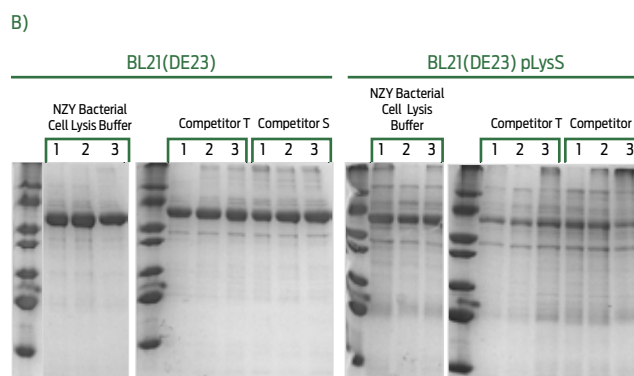 B)
BL21(DE23)
BL21(DE23) pLysS
NZY Bacterial
Cell Lysis Buffer
Competitor T
Competitor S
NZY Bacterial
Cell Lysis
Buffer
Competitor T
Competitor
1 2 3
1 2 3
1 2 3
1 2 3
1 2 3
1 2 3